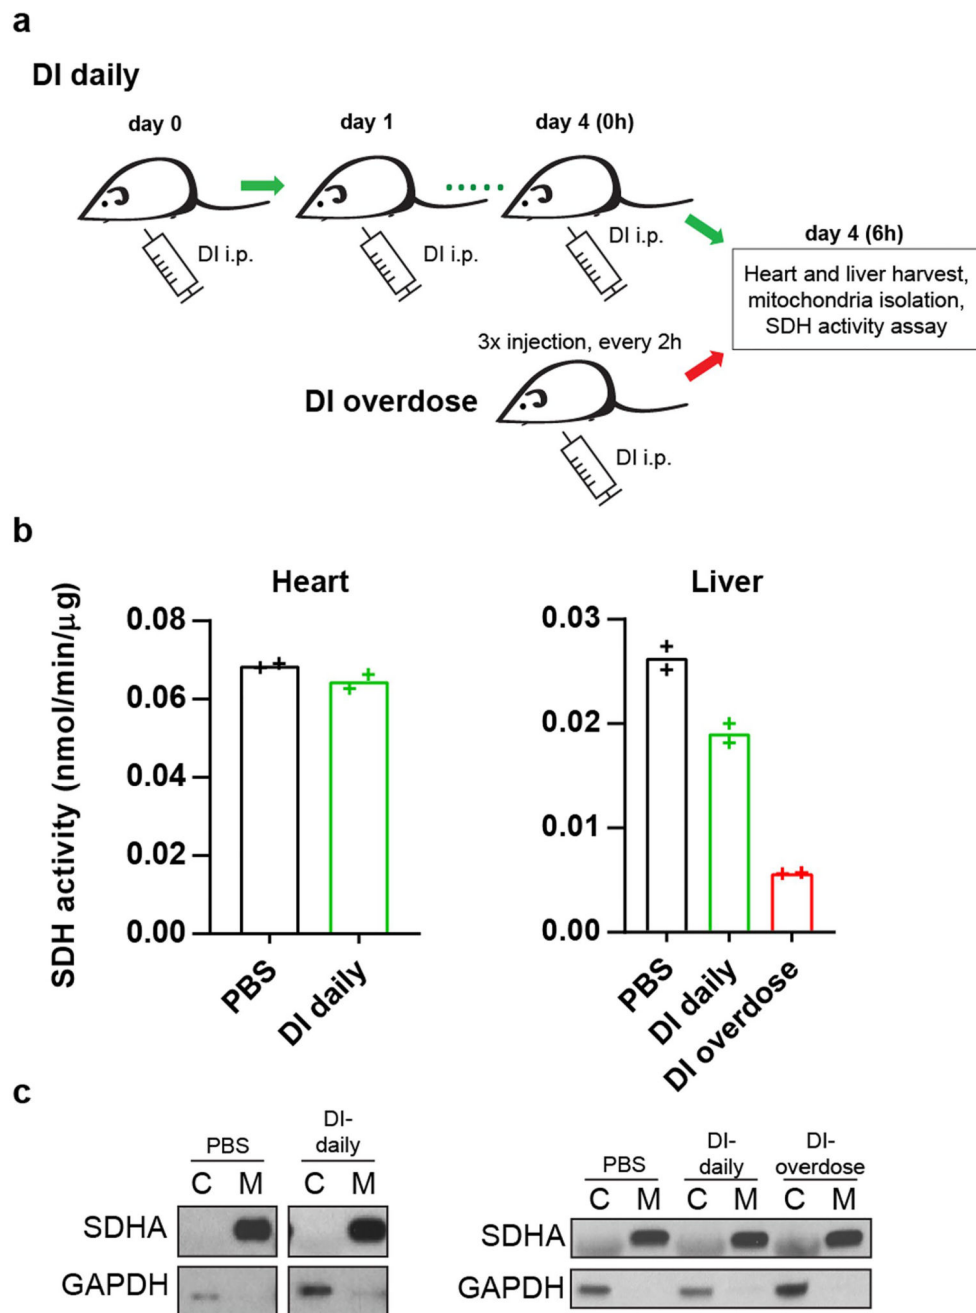 a
DI daily
day 0
day 1
day 4 (0h)
DI i.p.
DI i.p.
DI i.p.
day 4 (6h)
Heart and liver harvest,
mitochondria isolation,
SDH activity assay
3x injection, every 2h
DI overdose
DI i.p.
b
Heart
SDH activity (nmol/min/μg)
0.08
0.06
0.04
0.02
0.00
PBS
DI daily
Liver
0.03
0.02
0.01
0.00
PBS
DI daily
DI overdose
c
PBS
DI-
daily
C M C M
SDHA
GAPDH
PBS
DI-
daily
DI-
overdose
C M C M C M
SDHA
GAPDH